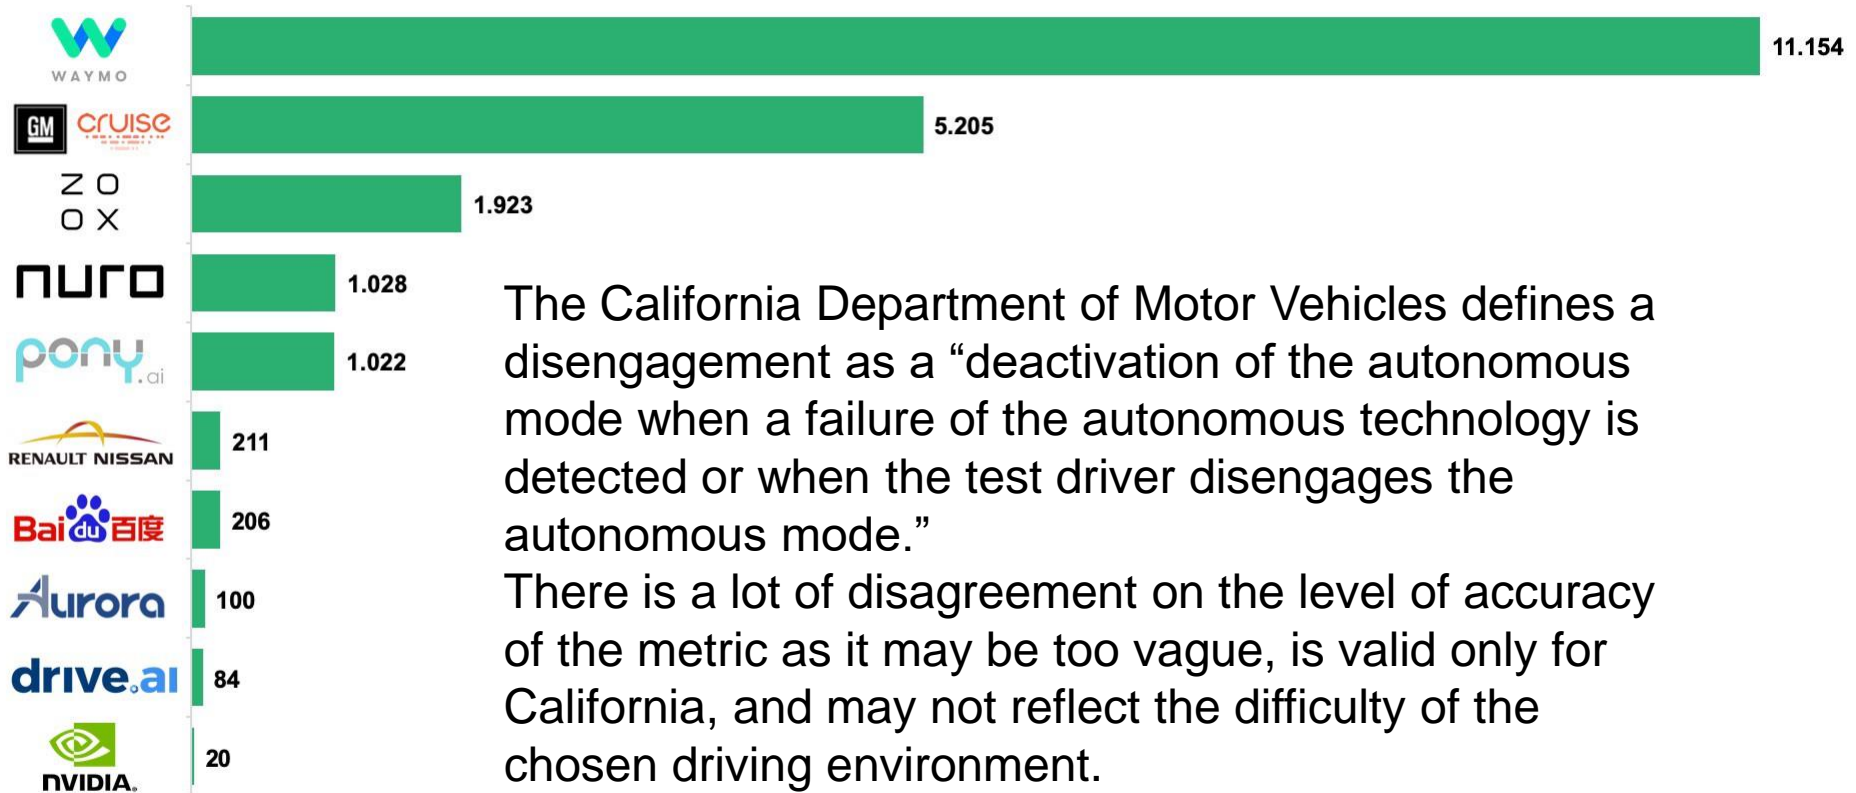 WAYMO
11.154
GM cruise
5.205
ZO
OX
1.923
nuro
1.028
pony.ai
1.022
RENAULT NISSAN
211
Bai du 百度
206
Aurora
100
drive.ai
84
NVIDIA.
20
The California Department of Motor Vehicles defines a
disengagement as a “deactivation of the autonomous
mode when a failure of the autonomous technology is
detected or when the test driver disengages the
autonomous mode.”
There is a lot of disagreement on the level of accuracy
of the metric as it may be too vague, is valid only for
California, and may not reflect the difficulty of the
chosen driving environment.